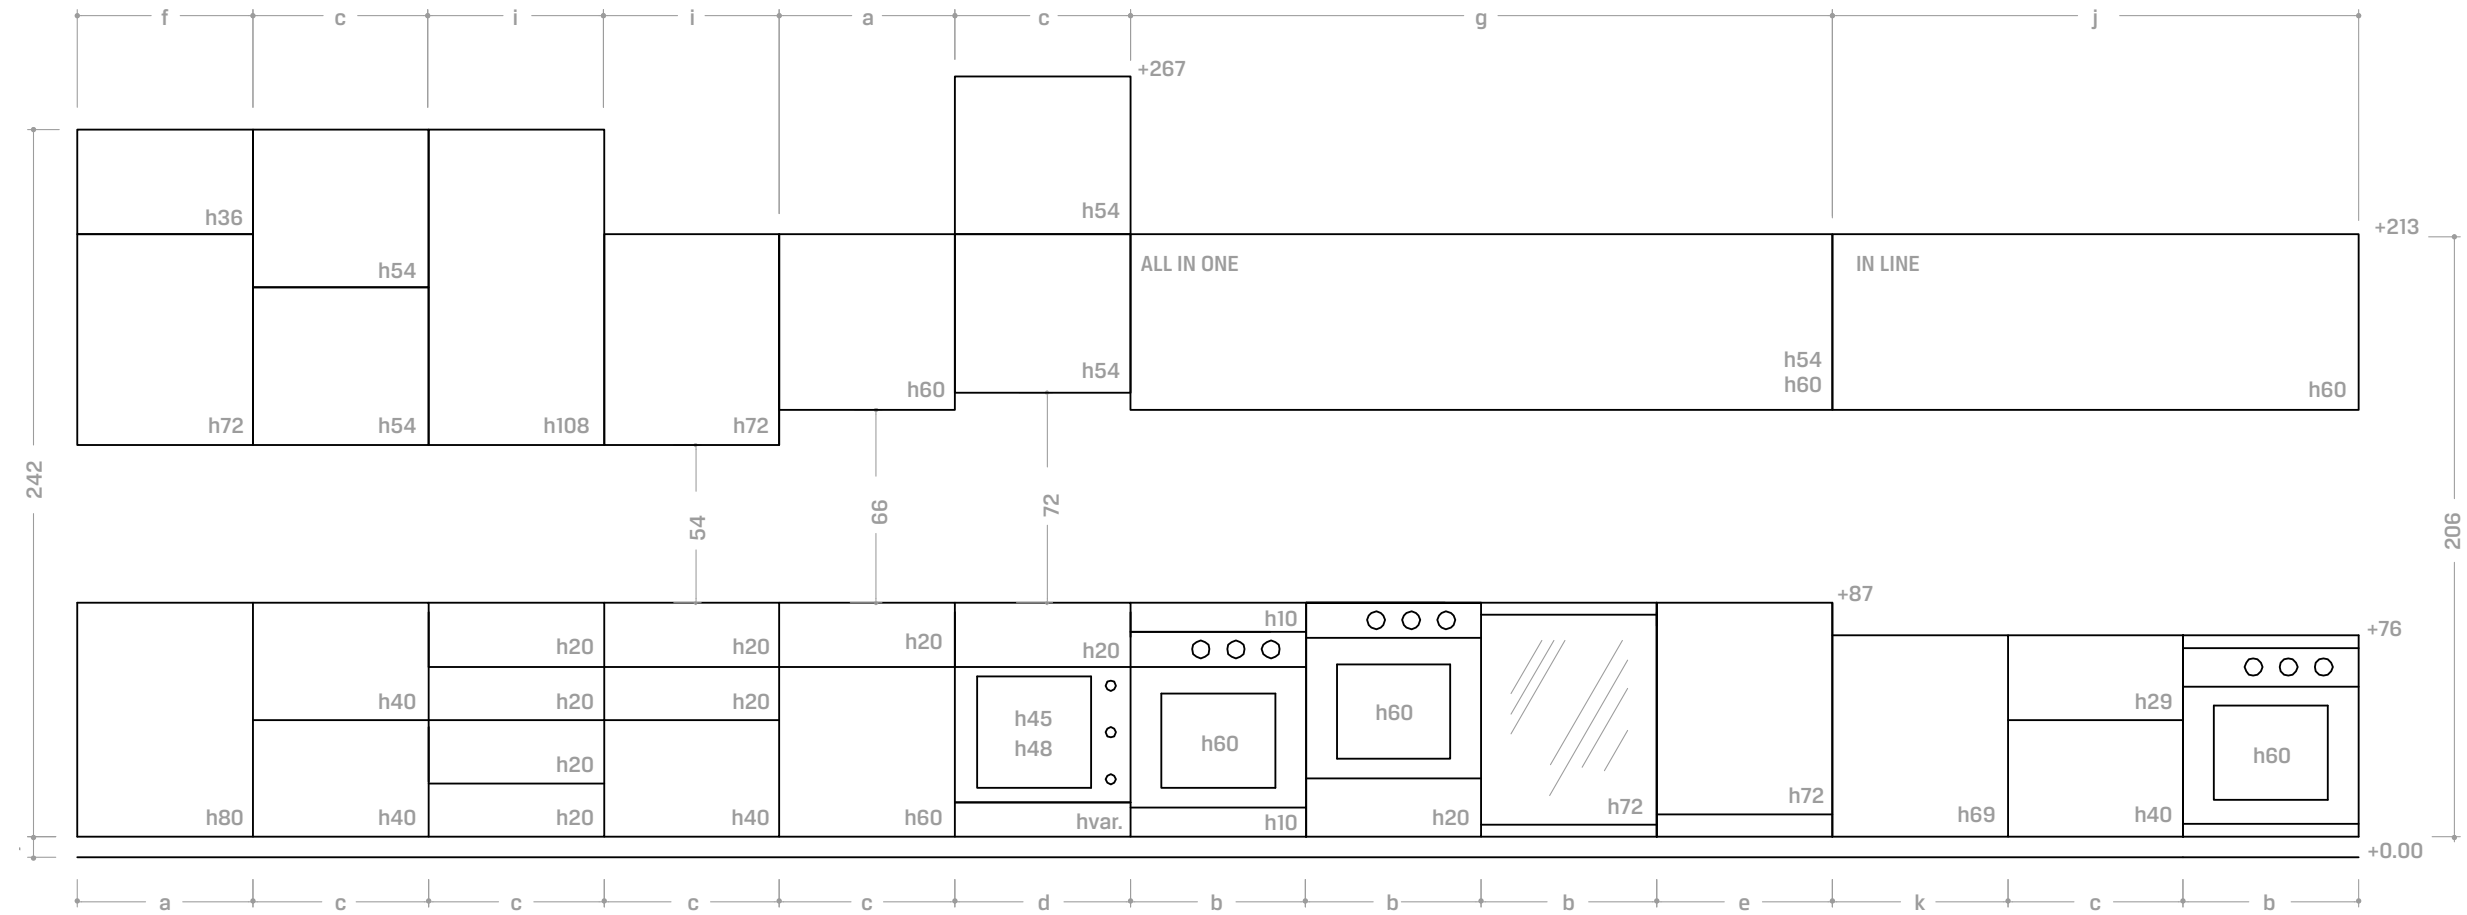 f c i i a c g j
+267
h36 h54
h54
+213
ALL IN ONE IN LINE
h54
h60
h54
h60
h60
h72 h54 h108 h72
242
54
66
72
206
+87
+76
h10
h20 h20 h20 h20
h40 h20 h20
h45
h48
h60
h60
h29
h60
h20
h72
h72
h80 h40 h20 h40 h60 hvar. h10 h20 h69 h40
+0.00
a c c c c d b b b e k c b